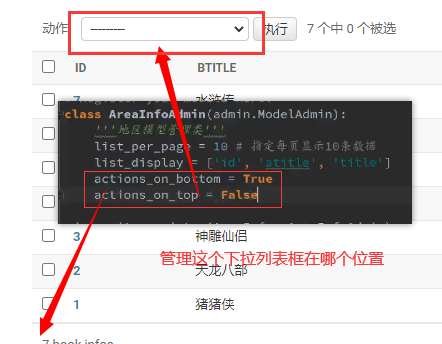 动作 --------- 执行 7 个中 0 个被选
ID BTITLE
7 水浒传
class AreaInfoAdmin(admin.ModelAdmin):
'''地区模型管理类'''
list_per_page = 10 # 指定每页显示10条数据
list_display = ['id', 'atitle', 'title']
actions_on_bottom = True
actions_on_top = False
3 神雕仙侣
管理这个下拉列表框在哪个位置
2 天龙八部
1 猪猪侠
7 book infos